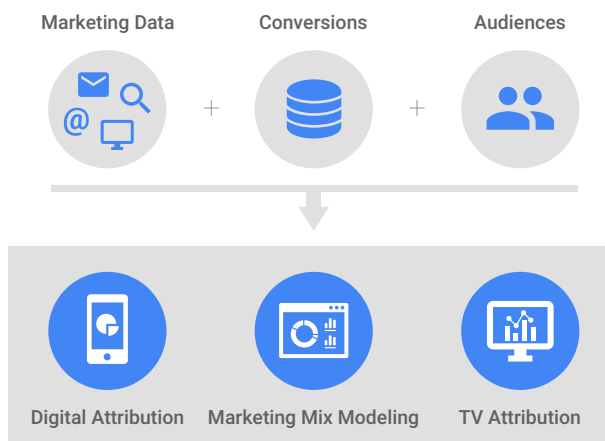 Marketing Data
Conversions
Audiences
@
+
+
Digital Attribution
Marketing Mix Modeling
TV Attribution